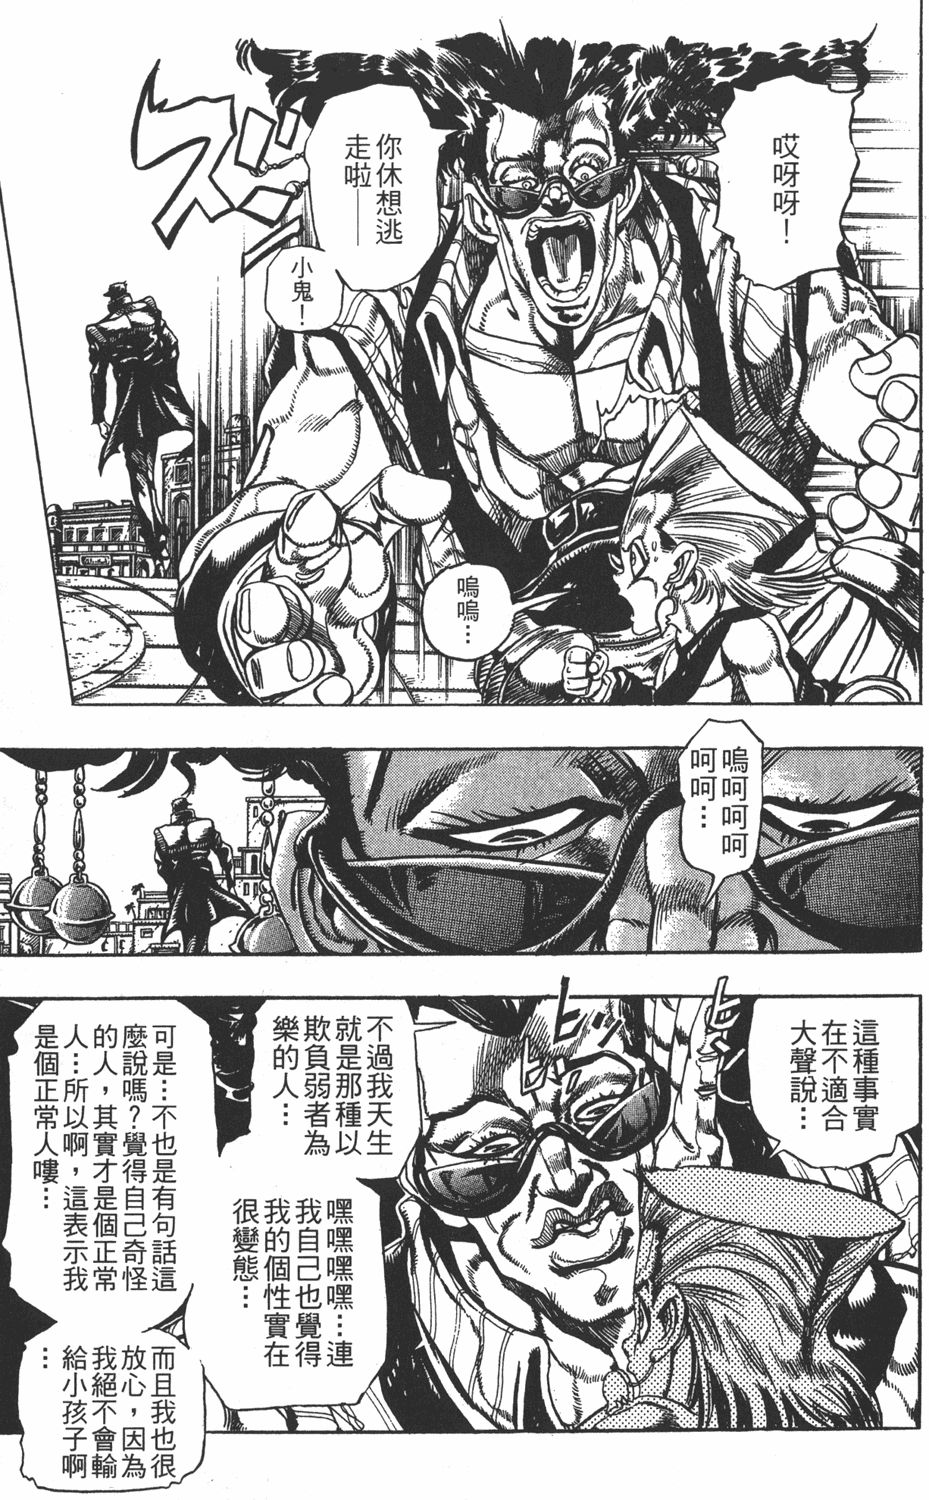 哎呀呀！
你休想逃
走啦——
小鬼！
ズン
嗚嗚…
嗚呵呵呵
呵呵…
這種事實
在不適合
大聲說…
不過我天生
就是那種以
欺負弱者為
樂的人…
嘿嘿嘿嘿…連
我自己也覺得
我的個性實在
很變態…
可是…不也是有句話這
麼說嗎？覺得自己奇怪
的人，其實才是個正常
人…所以啊，這表示我
是個正常人嘍…
而且我也很
放心，因為
我絕不會輸
給小孩子啊
…